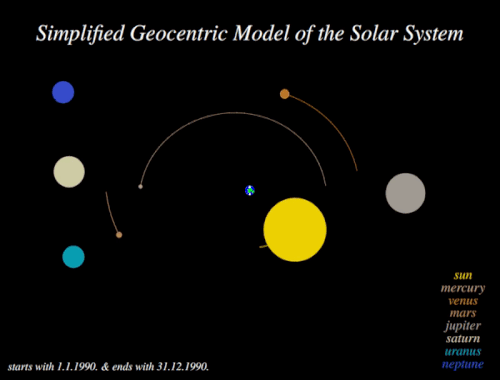 Simplified Geocentric Model of the Solar System
sun
mercury
venus
mars
jupiter
saturn
uranus
neptune
starts with 1.1.1990. & ends with 31.12.1990.